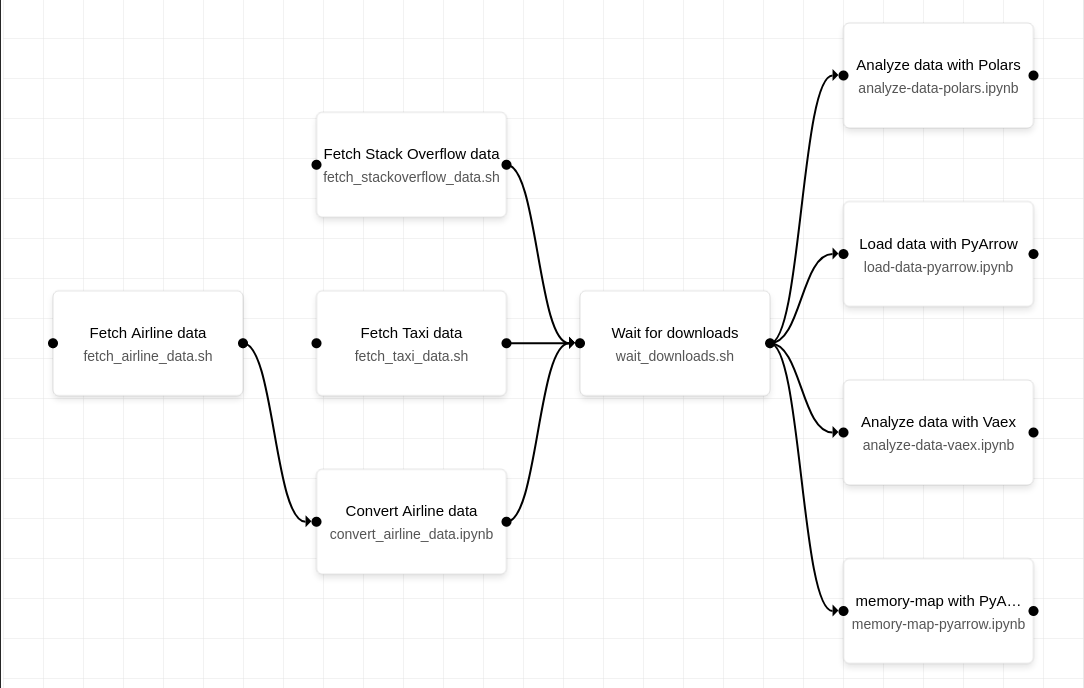 Analyze data with Polars
analyze-data-polars.ipynb
Fetch Stack Overflow data
fetch_stackoverflow_data.sh
Load data with PyArrow
load-data-pyarrow.ipynb
Fetch Airline data
fetch_airline_data.sh
Fetch Taxi data
fetch_taxi_data.sh
Wait for downloads
wait_downloads.sh
Analyze data with Vaex
analyze-data-vaex.ipynb
Convert Airline data
convert_airline_data.ipynb
memory-map with PyA…
memory-map-pyarrow.ipynb